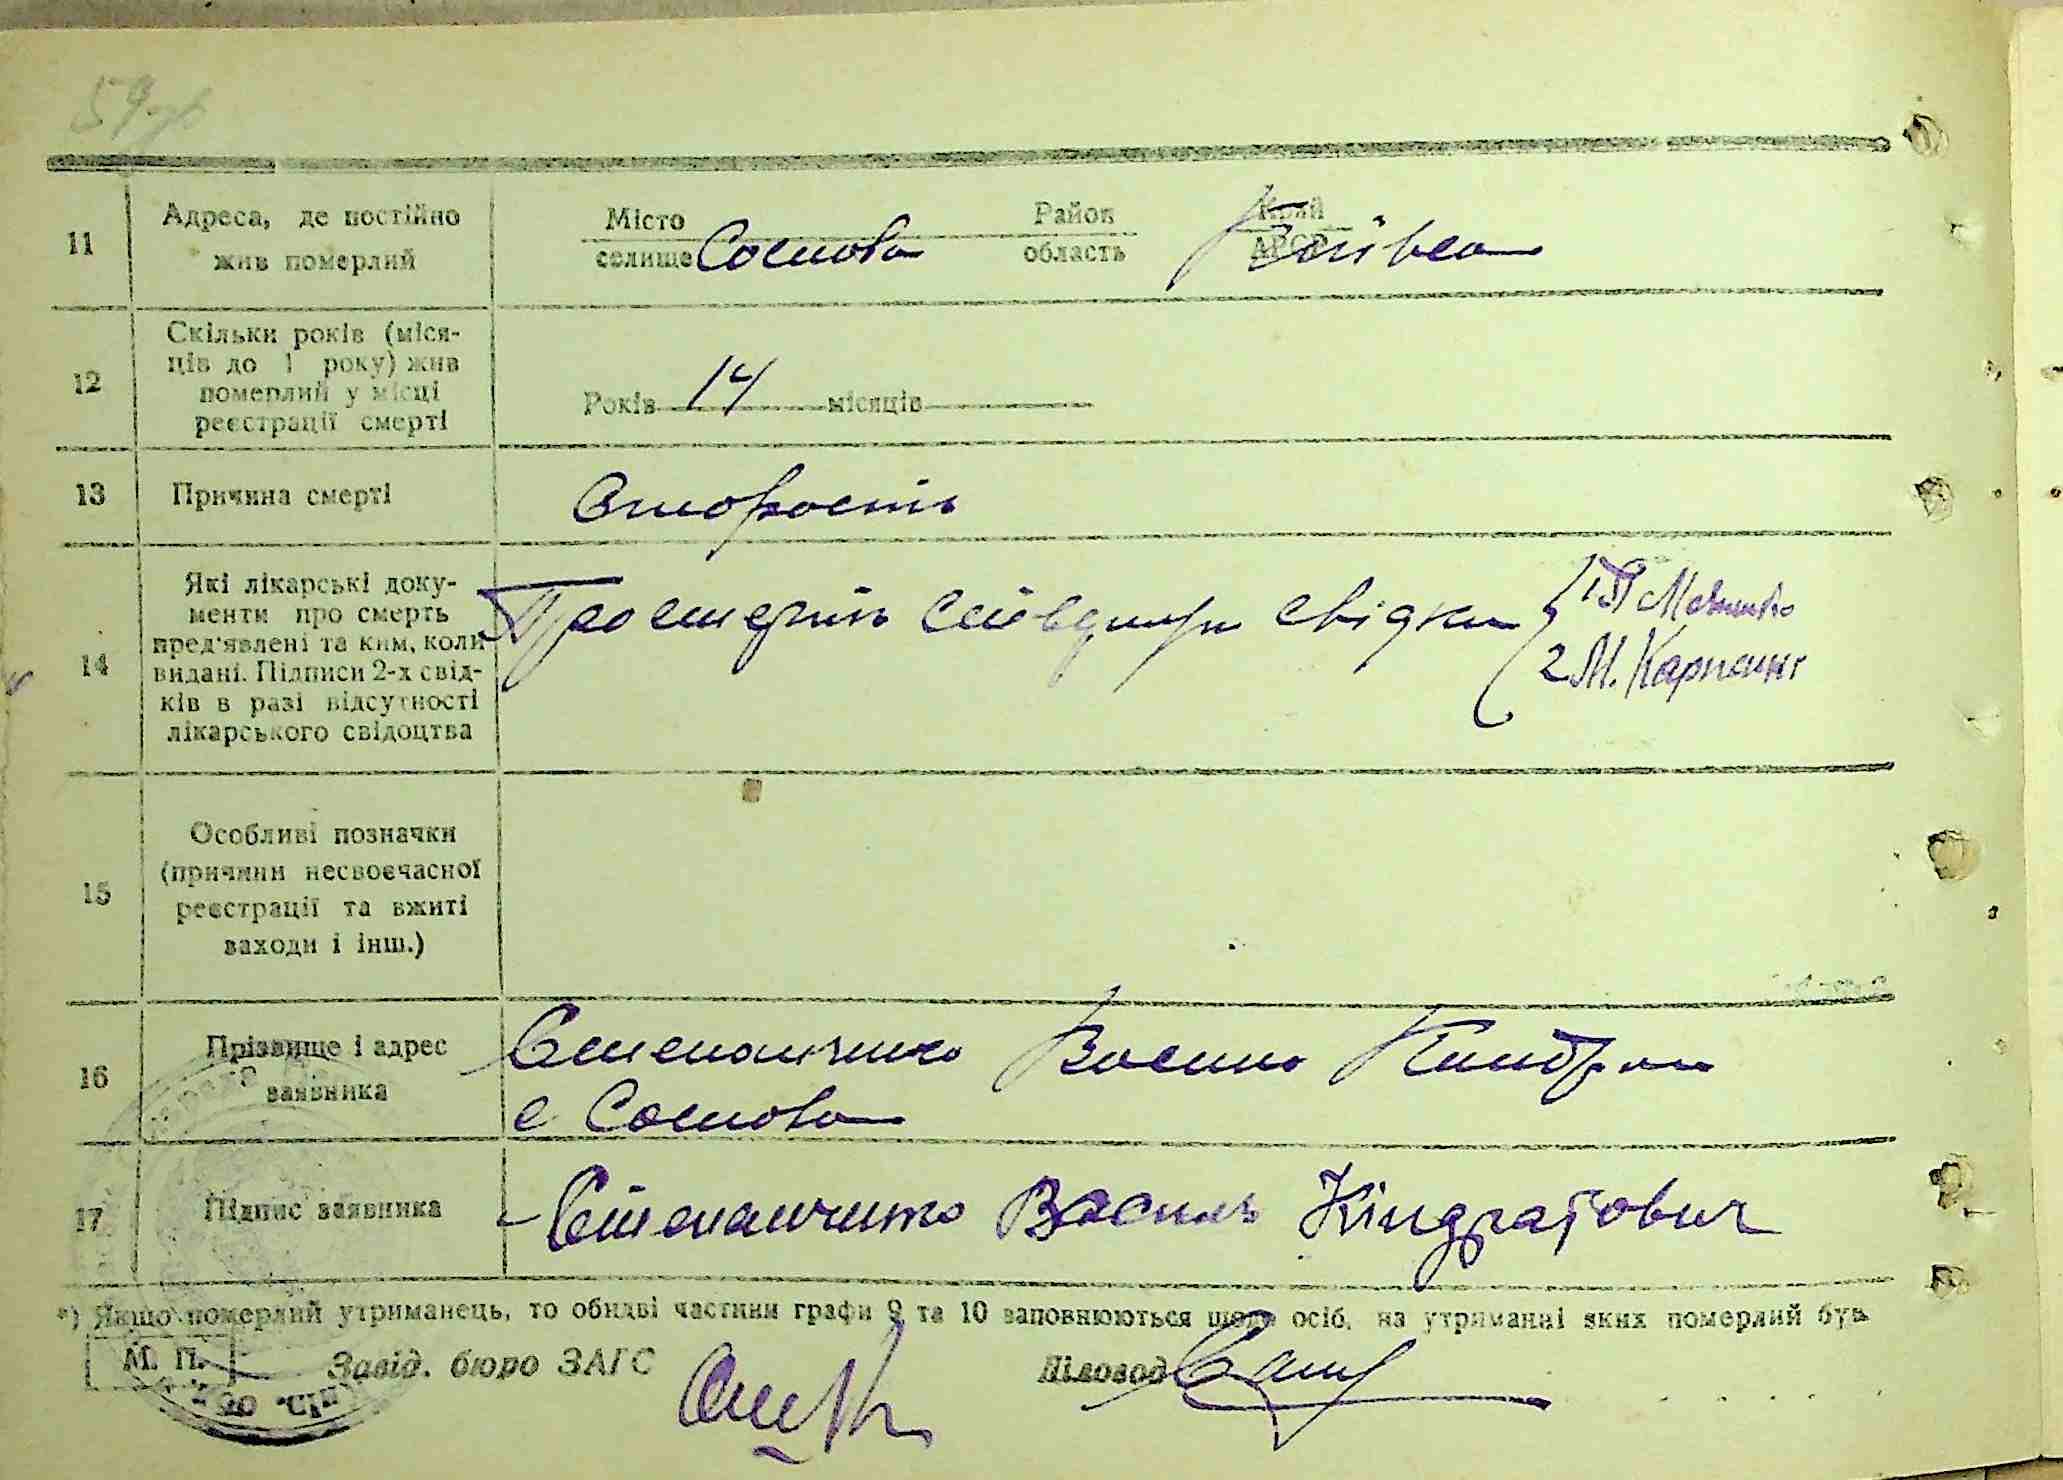 59
11 Адреса, де постійно жив померлий
Місто селище Соснова Район область Край АРСР
12 Скільки років (місяців до 1 року) жив померлий у місці реєстрації смерті
Років 14 місяців
13 Причина смерті
Старость
14 Які лікарські документи про смерть пред'явлені та ким, коли видані. Підписи 2-х свідків в разі відсутності лікарського свідоцтва
свідки 1
2 М.
15 Особливі позначки (причини несвоєчасної реєстрації та вжиті заходи і інш.)
16 Прізвище і адрес заявника
Степанченко Василь
с Соснова
17 Підпис заявника
Степанченко Василь Кіндратович
*) Якщо померлий утриманець, то обидві частини графи 9 та 10 заповнюються щодо осіб, на утриманні яких померлий був
М. П. Завід. бюро ЗАГС Діловод